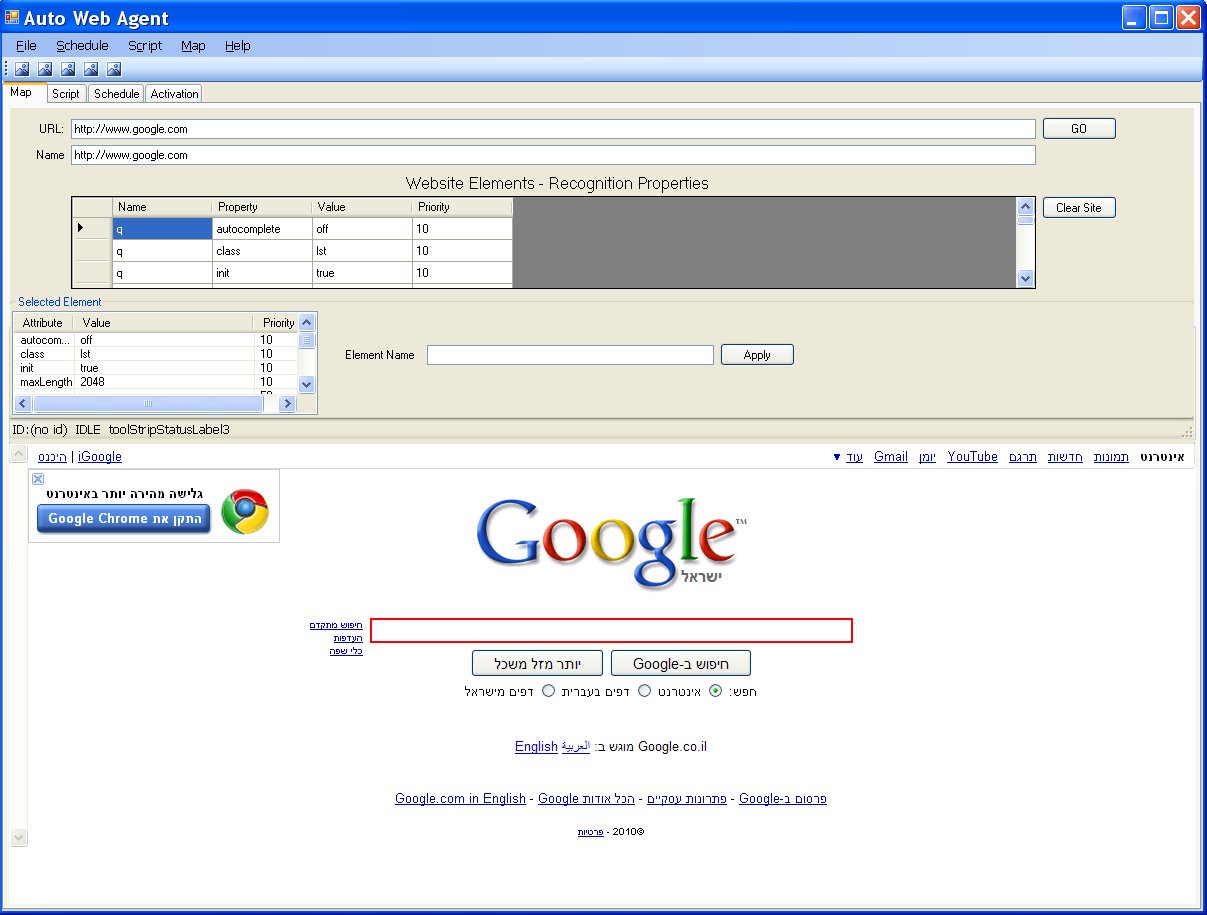 Auto Web Agent
File Schedule Script Map Help
Map Script Schedule Activation
URL: http://www.google.com GO
Name http://www.google.com
Website Elements - Recognition Properties
Name Property Value Priority
Clear Site
q autocomplete off 10
q class lst 10
q init true 10
Selected Element
Attribute Value Priority
autocom... off 10
class lst 10
init true 10
maxLength 2048 10
Element Name Apply
ID:(no id) IDLE toolStripStatusLabel3
אינטרנט תמונות חדשות תרגם YouTube יומן Gmail עוד ▼
iGoogle | היכנס
גלישה מהירה יותר באינטרנט
התקן את Google Chrome
Google™
ישראל
חיפוש מתקדם
העדפות
כלי שפה
חיפוש ב-Google יותר מזל משכל
חפש: אינטרנט דפים בעברית דפים מישראל
Google.co.il מוגש ב: العربية English
פרסום ב-Google - פתרונות עסקיים - הכל אודות Google - Google.com in English
©2010 - פרטיות